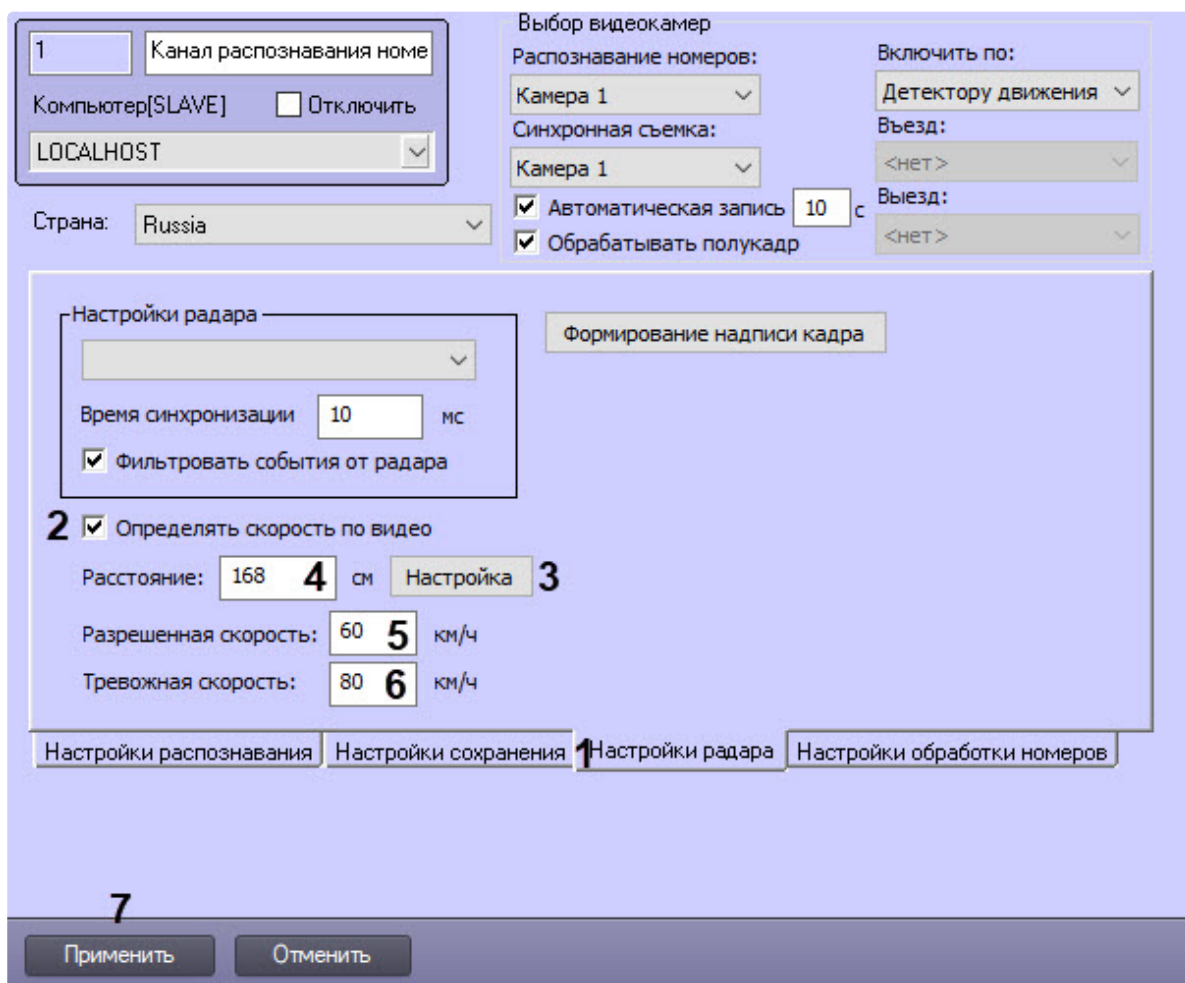 1
Канал распознавания номе
Компьютер[SLAVE]
Отключить
LOCALHOST
Страна:
Russia
Выбор видеокамер
Распознавание номеров:
Камера 1
Синхронная съемка:
Камера 1
Автоматическая запись 10 с
Обрабатывать полукадр
Включить по:
Детектору движения
Въезд:
<нет>
Выезд:
<нет>
Настройки радара
Время синхронизации 10 мс
Фильтровать события от радара
Формирование надписи кадра
2 Определять скорость по видео
Расстояние: 168 4 см Настройка 3
Разрешенная скорость: 60 5 км/ч
Тревожная скорость: 80 6 км/ч
Настройки распознавания Настройки сохранения 1 Настройки радара Настройки обработки номеров
7
Применить Отменить